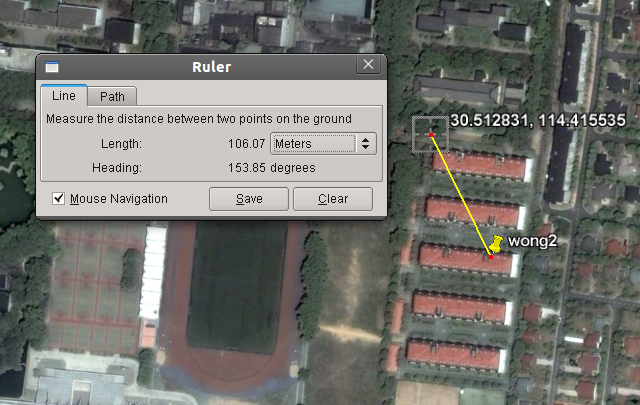 Ruler
Line
Path
Measure the distance between two points on the ground
Length: 106.07 Meters
Heading: 153.85 degrees
Mouse Navigation
Save
Clear
30.512831, 114.415535
wong2